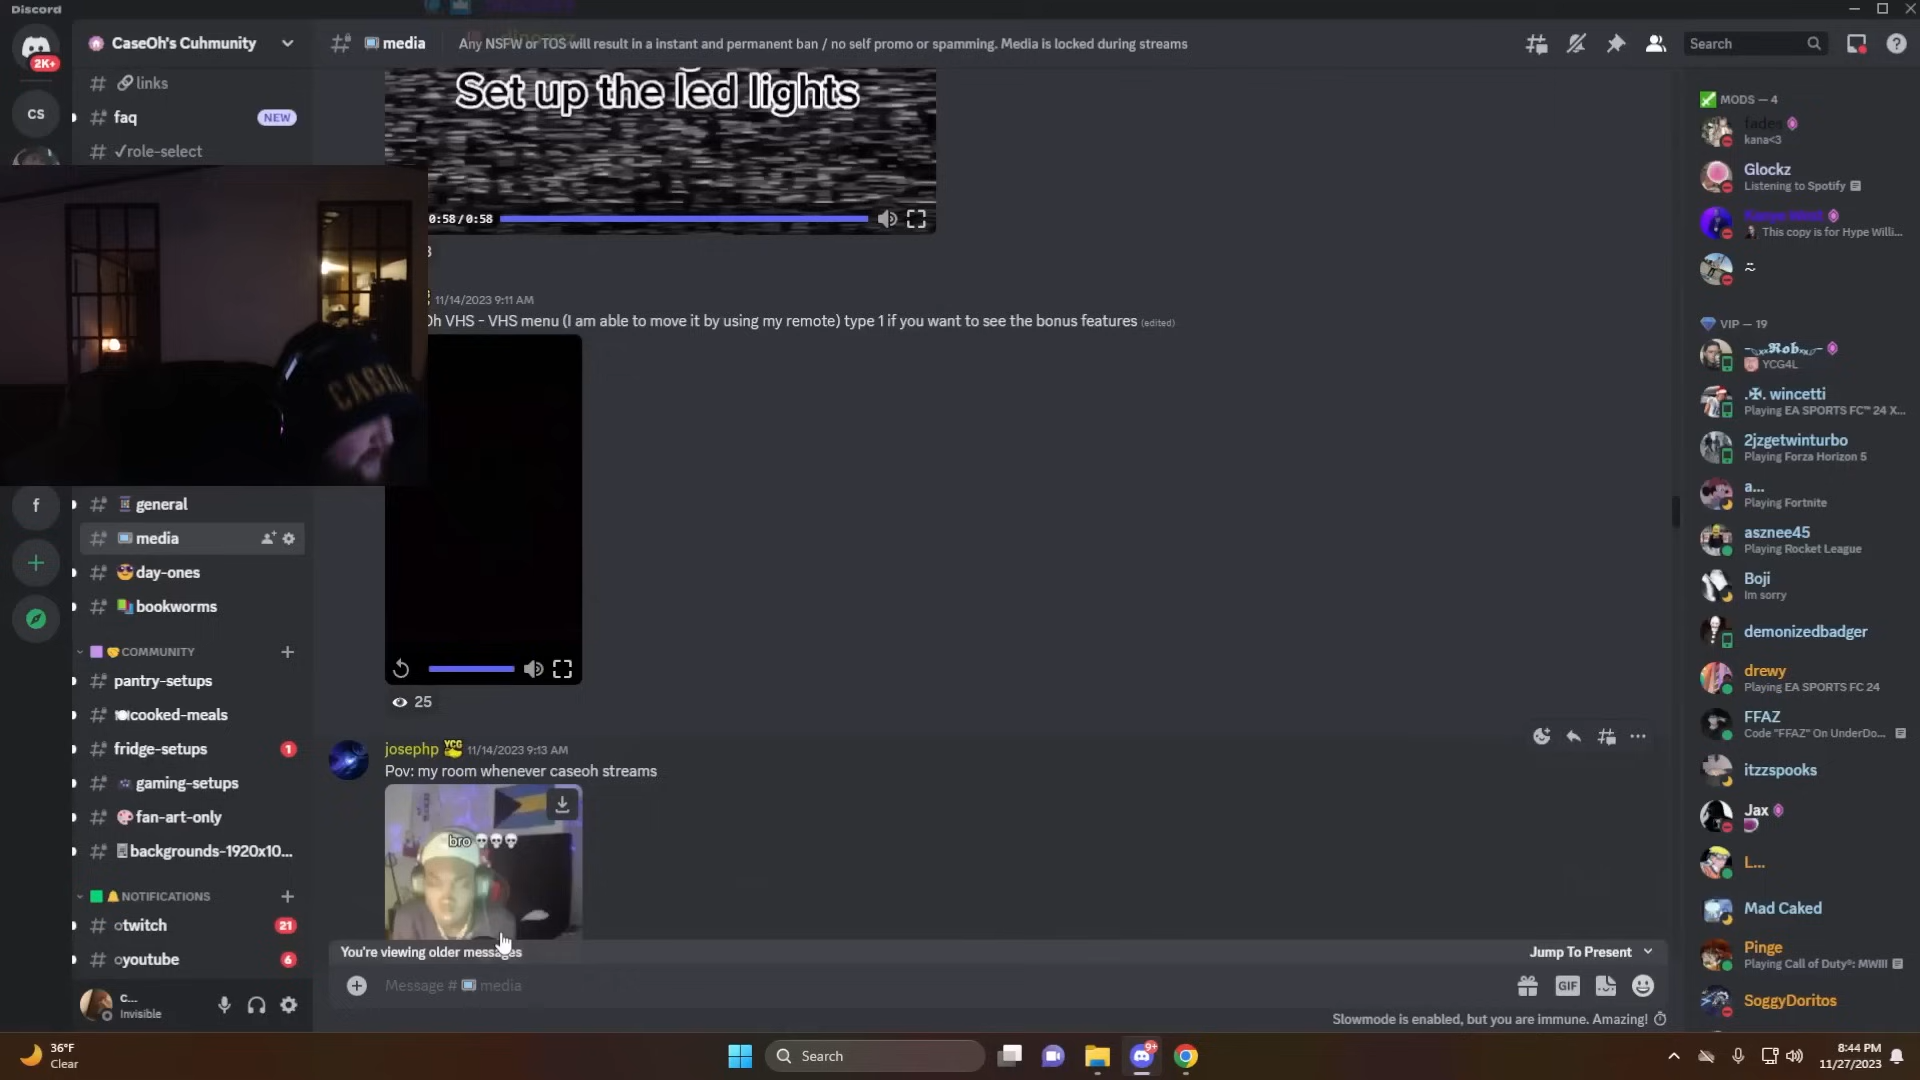 Discord
2K+
CaseOh's Cuhmunity
media
Any NSFW or TOS will result in a instant and permanent ban / no self promo or spamming. Media is locked during streams
Search
links
CS
faq
NEW
✓role-select
f
general
media
day-ones
bookworms
COMMUNITY
pantry-setups
cooked-meals
fridge-setups
1
gaming-setups
fan-art-only
backgrounds-1920x10...
NOTIFICATIONS
twitch
21
youtube
6
c...
Invisible
Set up the led lights
0:58/0:58
11/14/2023 9:11 AM
Oh VHS - VHS menu (I am able to move it by using my remote) type 1 if you want to see the bonus features (edited)
25
josephp YCG 11/14/2023 9:13 AM
Pov: my room whenever caseoh streams
bro 💀💀💀
You're viewing older messages
Jump To Present
Message # media
GIF
Slowmode is enabled, but you are immune. Amazing!
MODS — 4
fades
kana<3
Glockz
Listening to Spotify
This copy is for Hype Willi...
VIP — 19
Rob
YCG4L
.✠. wincetti
Playing EA SPORTS FC™ 24 X...
2jzgetwinturbo
Playing Forza Horizon 5
a...
Playing Fortnite
asznee45
Playing Rocket League
Boji
Im sorry
demonizedbadger
drewy
Playing EA SPORTS FC 24
FFAZ
Code "FFAZ" On UnderDo...
itzzspooks
Jax
L...
Mad Caked
Pinge
Playing Call of Duty®: MWIII
SoggyDoritos
36°F
Clear
Search
9+
8:44 PM
11/27/2023